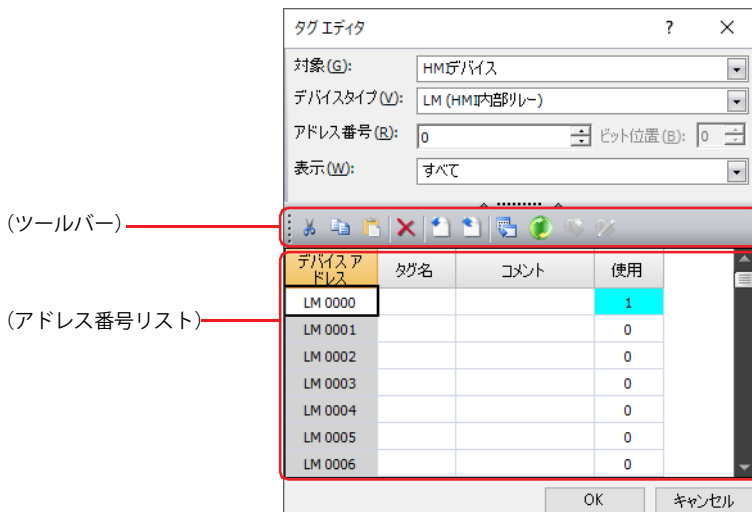 タグ エディタ ?
対象(G): HMIデバイス
デバイスタイプ(V): LM (HMI内部リレー)
アドレス番号(R): 0 ビット位置(B): 0
表示(W): すべて
(ツールバー)
デバイス アドレス タグ名 コメント 使用
LM 0000 1
(アドレス番号リスト)
LM 0001 0
LM 0002 0
LM 0003 0
LM 0004 0
LM 0005 0
LM 0006 0
OK キャンセル